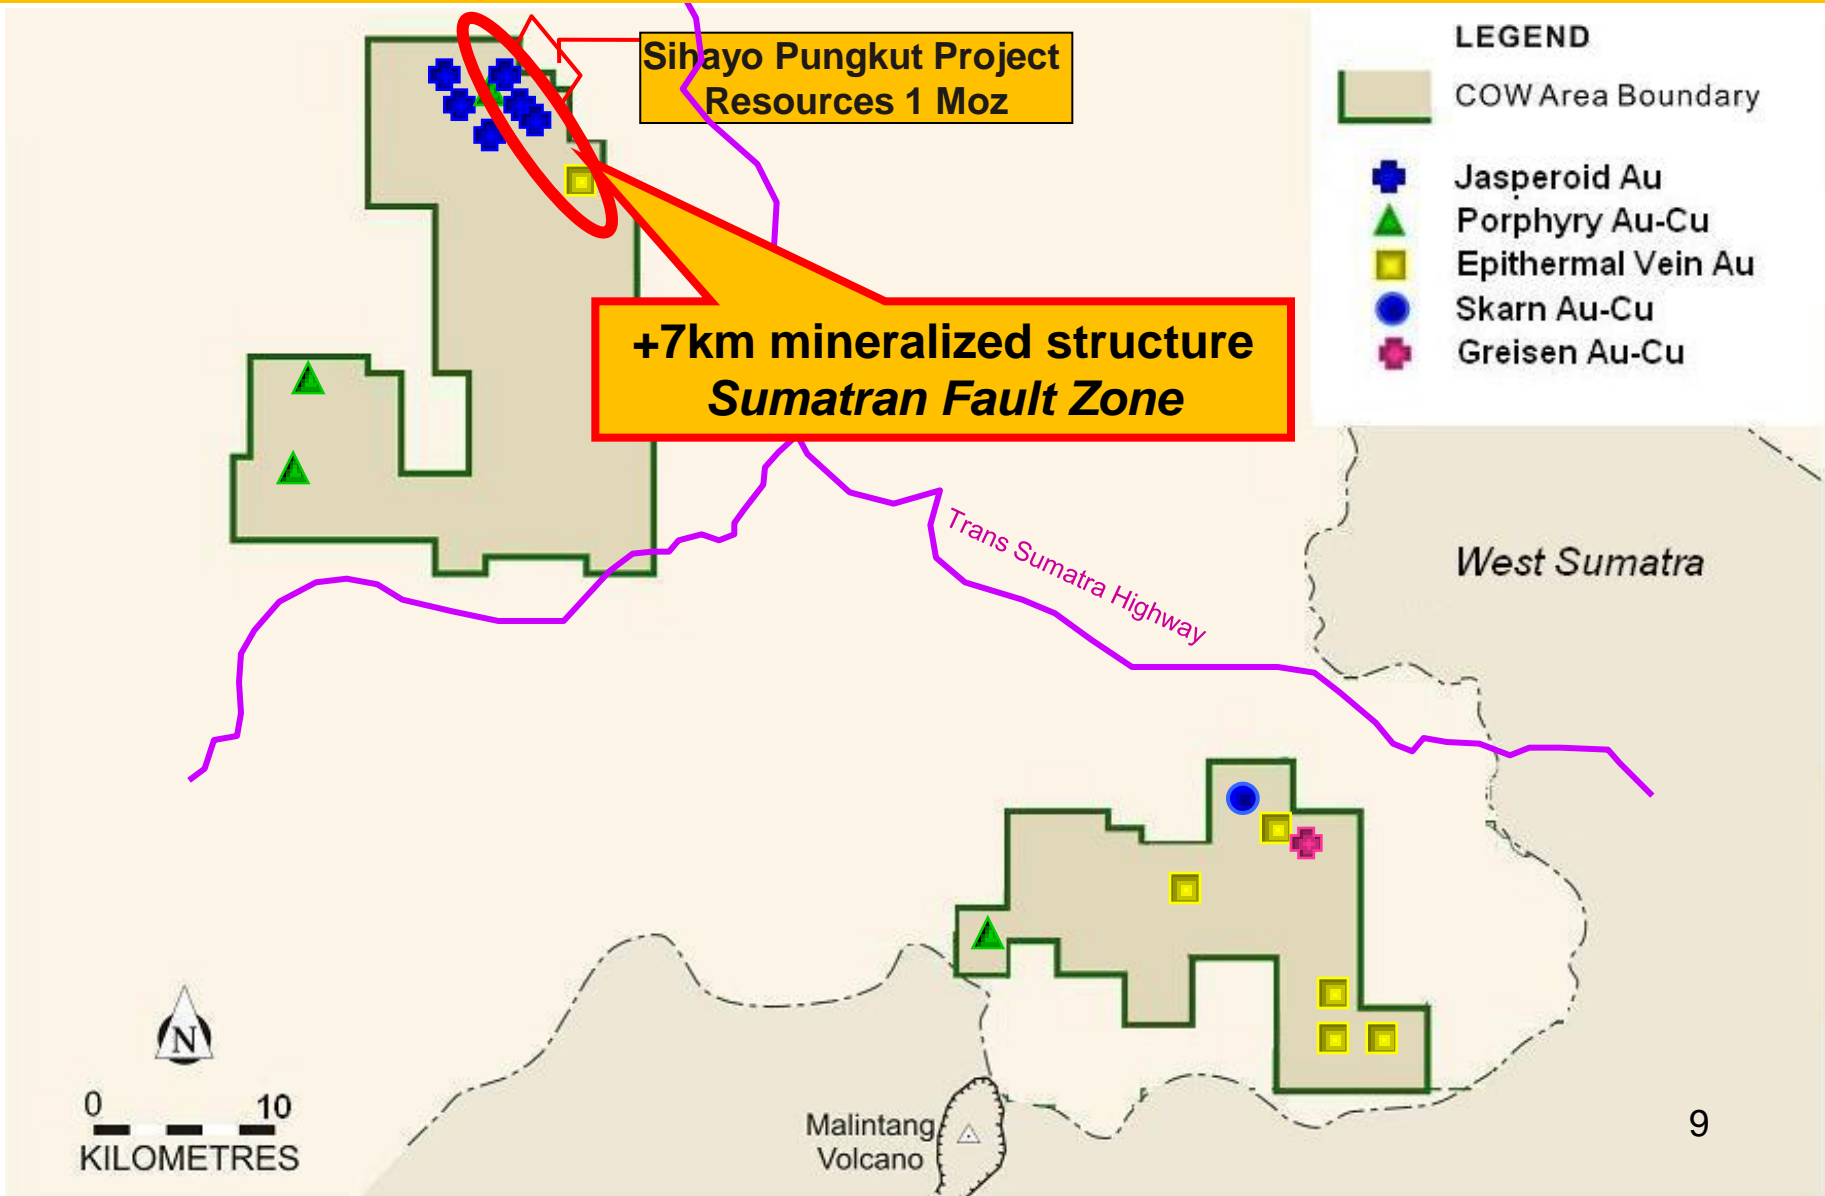 Sihayo Pungkut Project
Resources 1 Moz
LEGEND
COW Area Boundary
Jasperoid Au
Porphyry Au-Cu
Epithermal Vein Au
Skarn Au-Cu
Greisen Au-Cu
+7km mineralized structure
Sumatran Fault Zone
Trans Sumatra Highway
West Sumatra
N
0 10
KILOMETRES
Malintang
Volcano
9